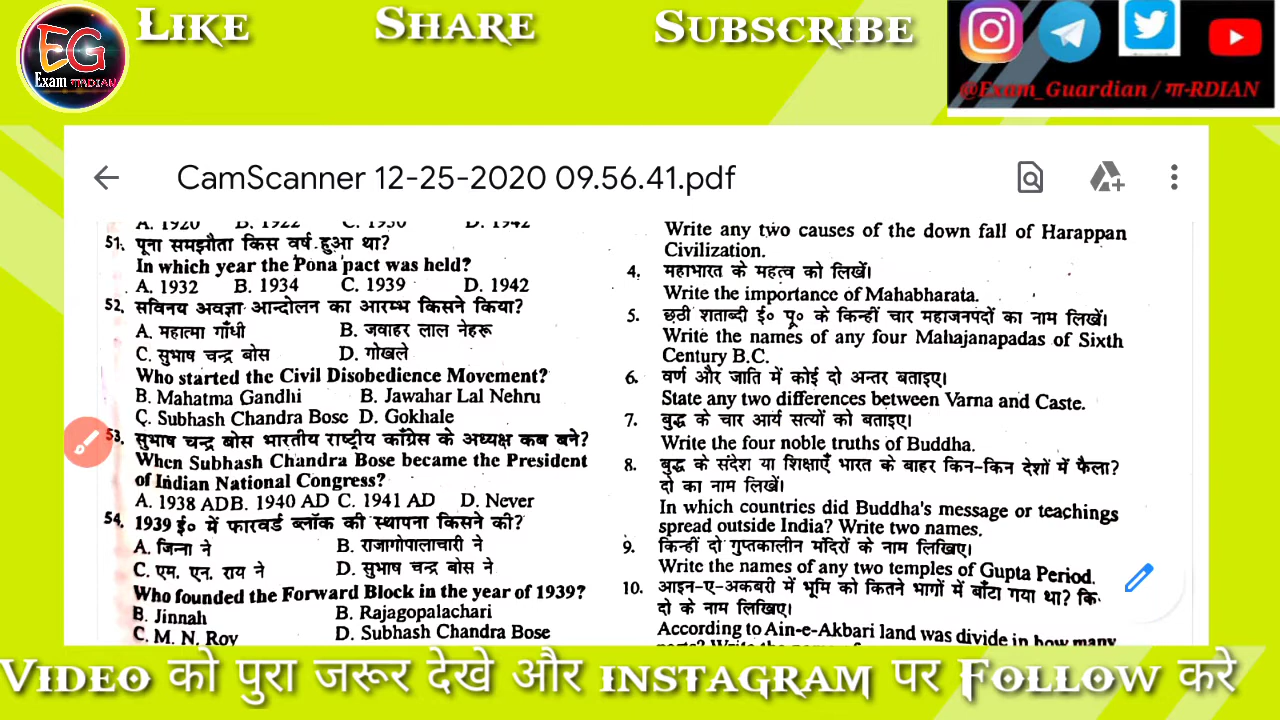 LIKE
SHARE
SUBSCRIBE
EG
Exam गाRDIAN
@Exam_Guardian / गा-RDIAN
CamScanner 12-25-2020 09.56.41.pdf
A. 1920 B. 1922 C. 1930 D. 1942
51. पूना समझौता किस वर्ष हुआ था?
In which year the Pona pact was held?
A. 1932 B. 1934 C. 1939 D. 1942
52. सविनय अवज्ञा आन्दोलन का आरम्भ किसने किया?
A. महात्मा गाँधी B. जवाहर लाल नेहरू
C. सुभाष चन्द्र बोस D. गोखले
Who started the Civil Disobedience Movement?
B. Mahatma Gandhi B. Jawahar Lal Nehru
C. Subhash Chandra Bose D. Gokhale
53. सुभाष चन्द्र बोस भारतीय राष्ट्रीय काँग्रेस के अध्यक्ष कब बने?
When Subhash Chandra Bose became the President
of Indian National Congress?
A. 1938 AD B. 1940 AD C. 1941 AD D. Never
54. 1939 ई० में फारवर्ड ब्लॉक की स्थापना किसने की?
A. जिन्ना ने B. राजागोपालाचारी ने
C. एम. एन. राय ने D. सुभाष चन्द्र बोस ने
Who founded the Forward Block in the year of 1939?
B. Jinnah B. Rajagopalachari
C. M. N. Roy D. Subhash Chandra Bose
Write any two causes of the down fall of Harappan
Civilization.
4. महाभारत के महत्व को लिखें।
Write the importance of Mahabharata.
5. छठी शताब्दी ई० पू० के किन्हीं चार महाजनपदों का नाम लिखें।
Write the names of any four Mahajanapadas of Sixth
Century B.C.
6. वर्ण और जाति में कोई दो अन्तर बताइए।
State any two differences between Varna and Caste.
7. बुद्ध के चार आर्य सत्यों को बताइए।
Write the four noble truths of Buddha.
8. बुद्ध के संदेश या शिक्षाएँ भारत के बाहर किन-किन देशों में फैला?
दो का नाम लिखें।
In which countries did Buddha's message or teachings
spread outside India? Write two names.
9. किन्हीं दो गुप्तकालीन मंदिरों के नाम लिखिए।
Write the names of any two temples of Gupta Period.
10. आइन-ए-अकबरी में भूमि को कितने भागों में बाँटा गया था? कि
दो के नाम लिखिए।
According to Ain-e-Akbari land was divide in how many
VIDEO को पुरा जरूर देखे और INSTAGRAM पर FOLLOW करे